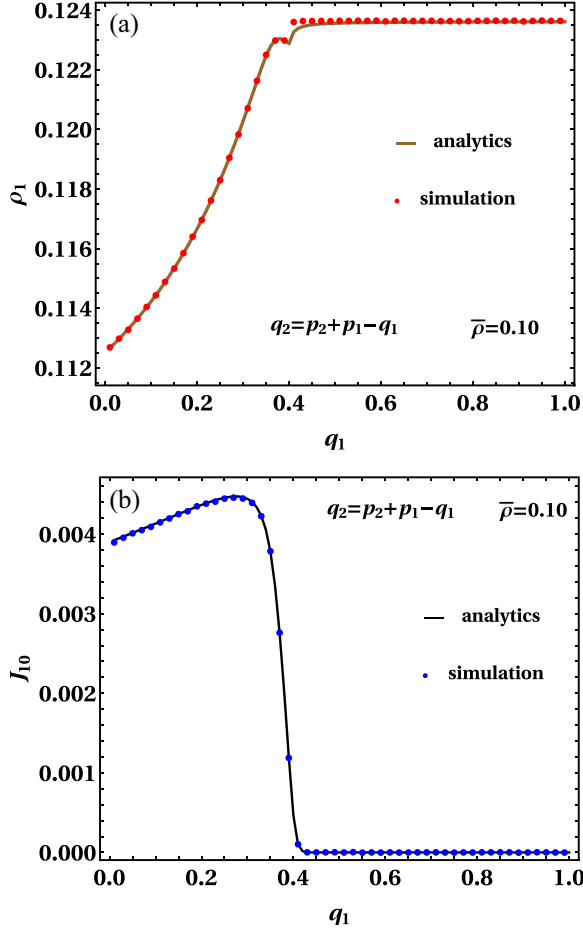 (a)
0.124
0.122
0.120
0.118
0.116
0.114
0.112
ρ₁
analytics
simulation
q₂=p₂+p₁−q₁ ρ̅=0.10
0.0 0.2 0.4 0.6 0.8 1.0
q₁
(b)
q₂=p₂+p₁−q₁ ρ̅=0.10
0.004
0.003
0.002
0.001
0.000
J₁₀
analytics
simulation
0.0 0.2 0.4 0.6 0.8 1.0
q₁